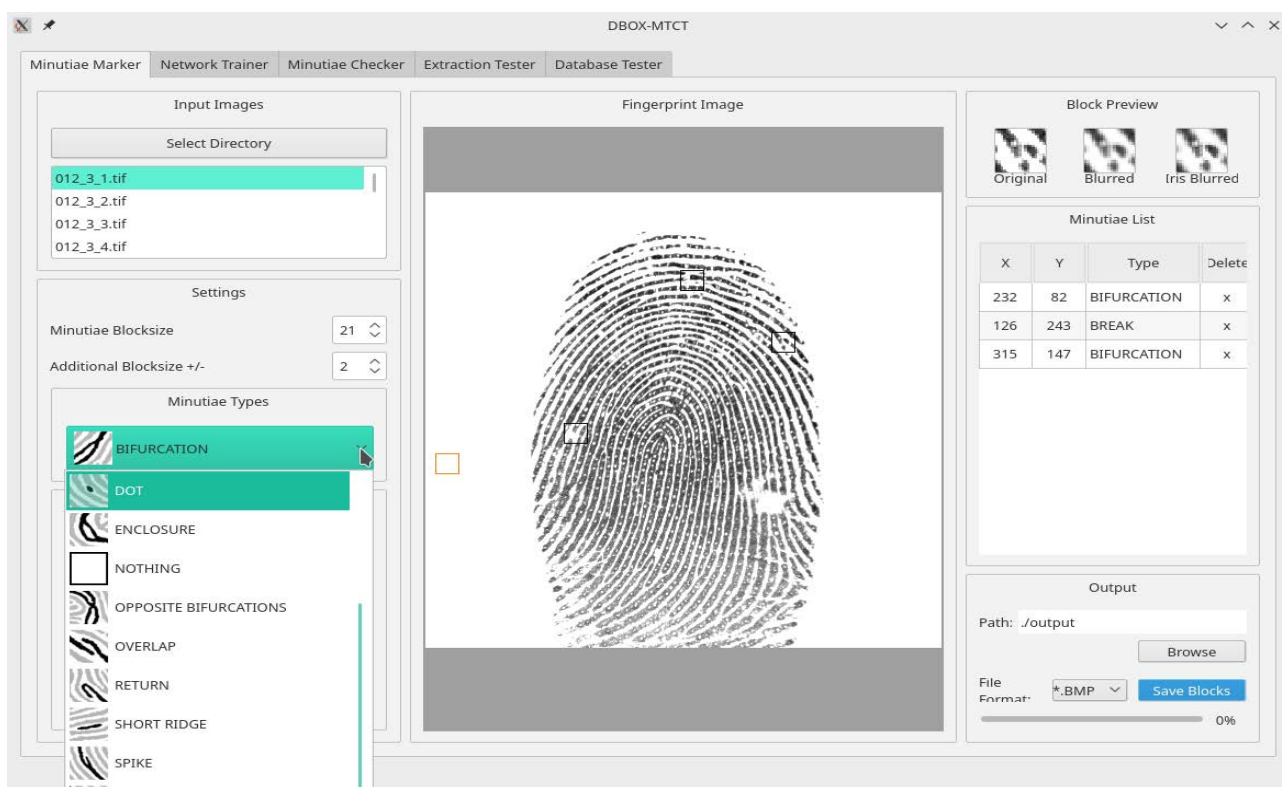 DBOX-MTCT
Minutiae Marker Network Trainer Minutiae Checker Extraction Tester Database Tester
Input Images
Select Directory
012_3_1.tif
012_3_2.tif
012_3_3.tif
012_3_4.tif
Settings
Minutiae Blocksize 21
Additional Blocksize +/- 2
Minutiae Types
BIFURCATION
DOT
ENCLOSURE
NOTHING
OPPOSITE BIFURCATIONS
OVERLAP
RETURN
SHORT RIDGE
SPIKE
Fingerprint Image
Block Preview
Original Blurred Iris Blurred
Minutiae List
X Y Type Delete
232 82 BIFURCATION x
126 243 BREAK x
315 147 BIFURCATION x
Output
Path: ./output
Browse
File
Format: *.BMP Save Blocks
0%